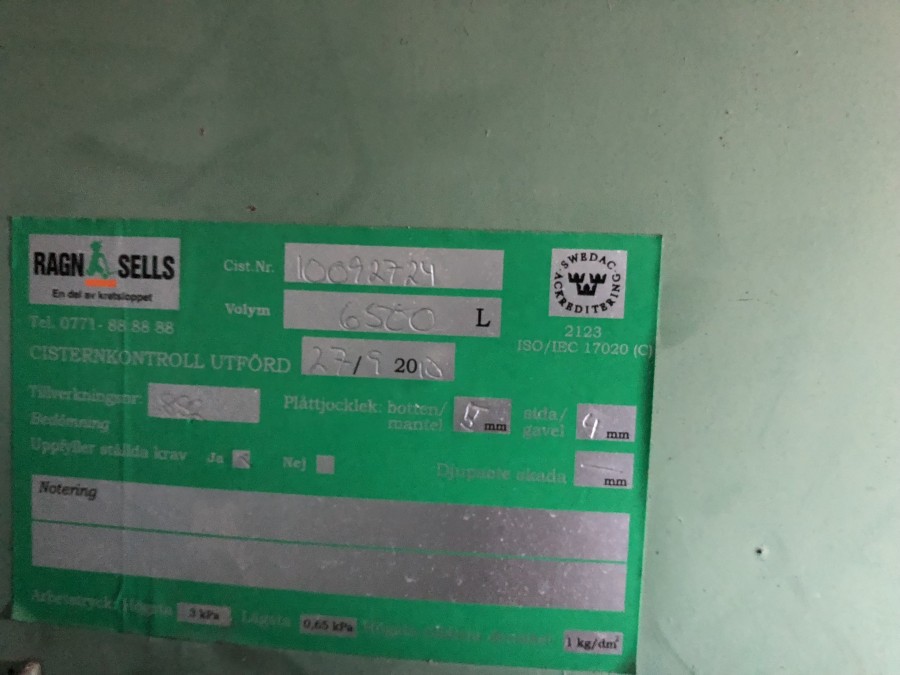 RAGN SELLS
En del av kretsloppet
Tel. 0771- 88 88 88
Cist.Nr. 10092724
Volym 6500 L
SWEDAC ACKREDITERING
2123
ISO/IEC 17020 (C)
CISTERNKONTROLL UTFÖRD 27/9 2010
Tillverkningsnr: 
Plåttjocklek: botten/mantel 5 mm sida/gavel 4 mm
Bedömning
Uppfyller ställda krav Ja Nej
Djupaste skada — mm
Notering
Arbetstryck: Högsta 3 kPa Lägsta 0,65 kPa Högsta 1 kg/dm³